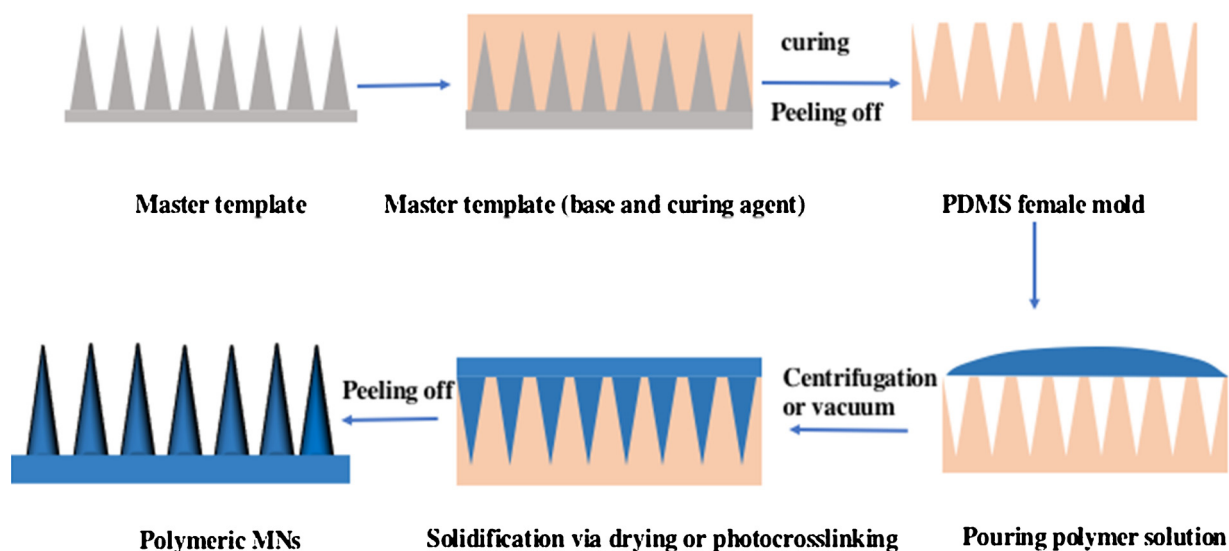 curing
Peeling off
Master template
Master template (base and curing agent)
PDMS female mold
Peeling off
Centrifugation
or vacuum
Polymeric MNs
Solidification via drying or photocrosslinking
Pouring polymer solution